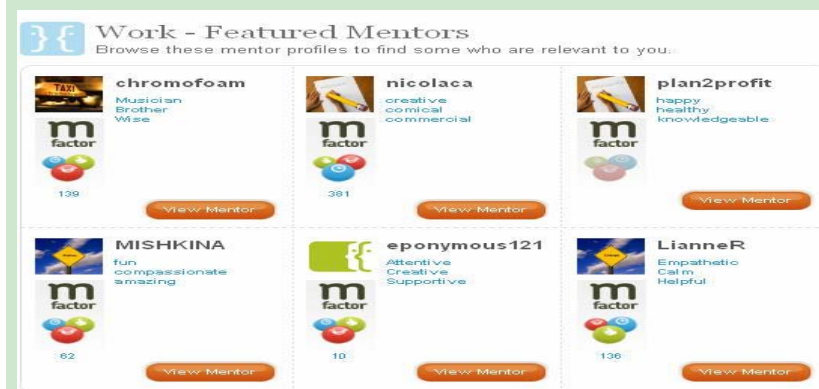 Work - Featured Mentors
Browse these mentor profiles to find some who are relevant to you.
TAXI
chromofoam
Musician
Brother
Wise
m
factor
139
View Mentor
nicolaca
creative
comical
commercial
m
factor
381
View Mentor
plan2profit
happy
healthy
knowledgeable
m
factor
View Mentor
MISHKINA
fun
compassionate
amazing
m
factor
62
View Mentor
eponymous121
Attentive
Creative
Supportive
m
factor
10
View Mentor
LianneR
Empathetic
Calm
Helpful
m
factor
136
View Mentor